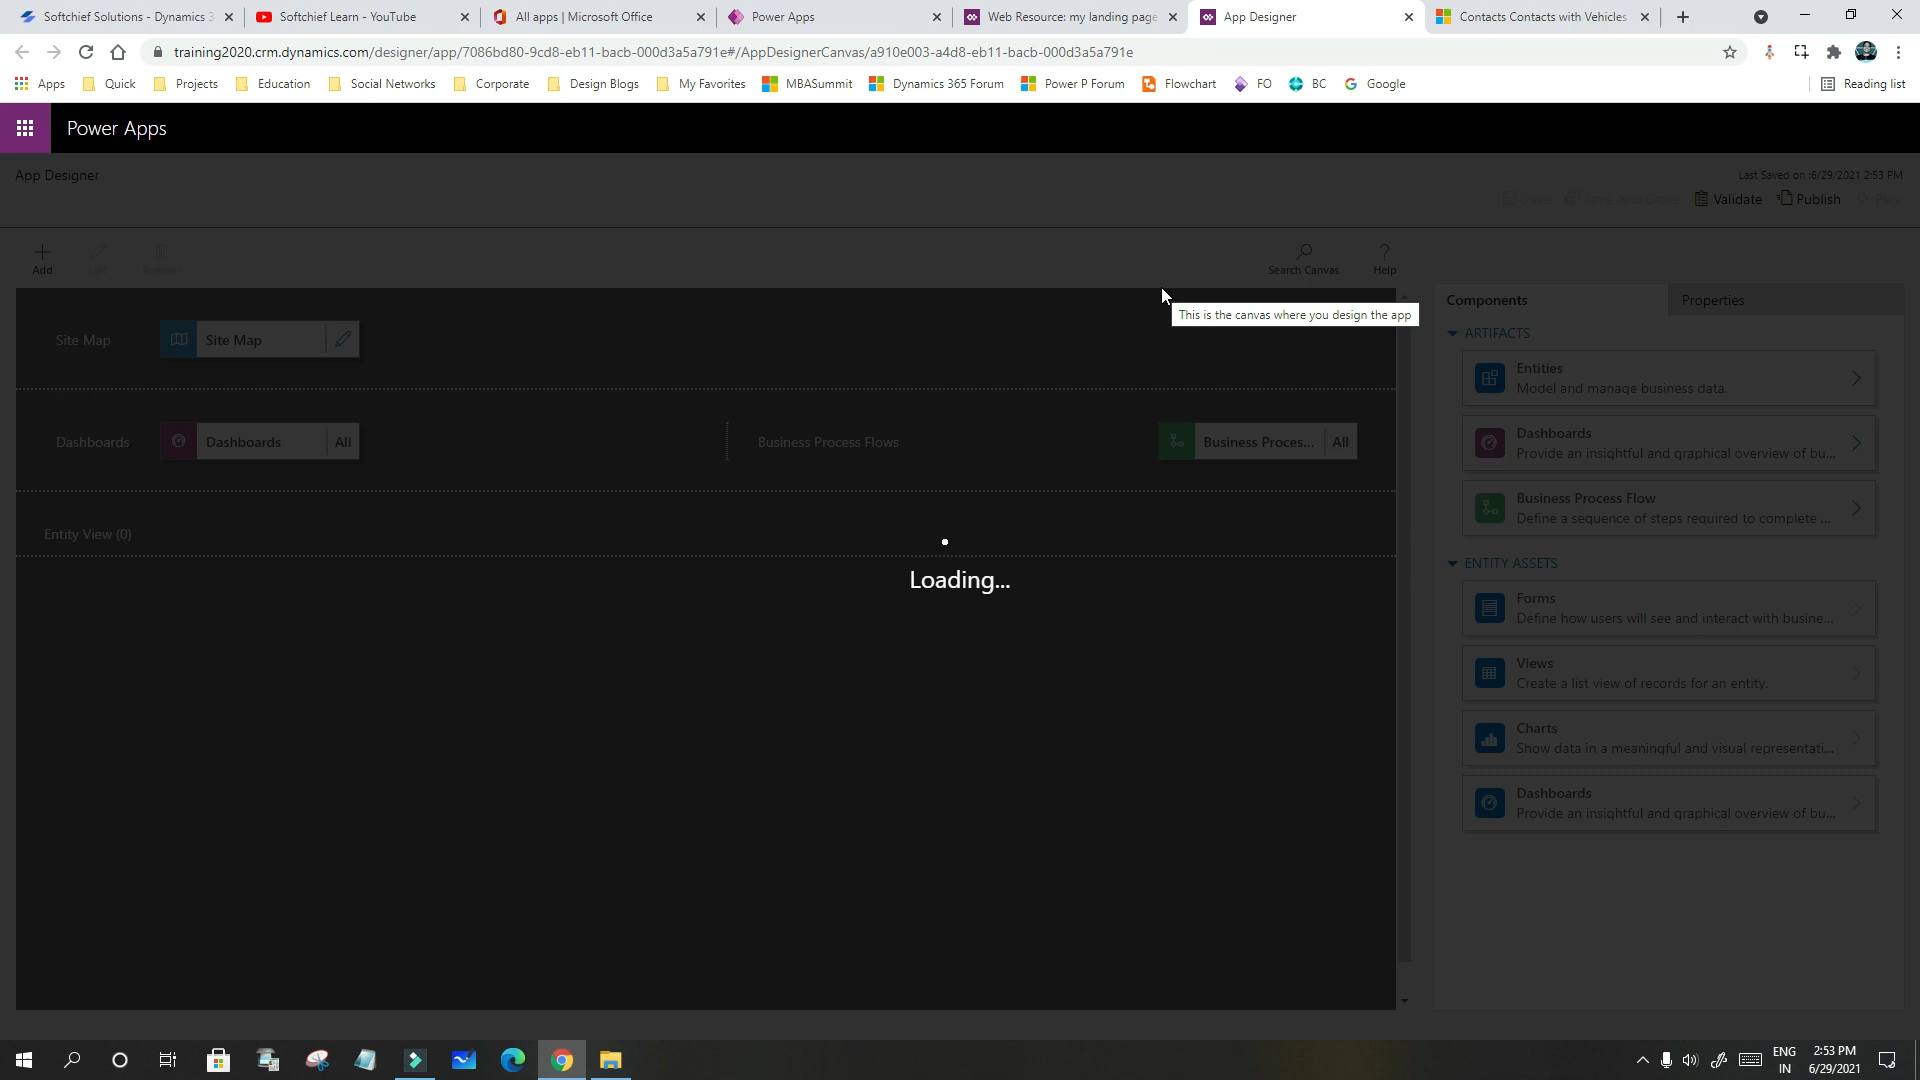 Softchief Solutions - Dynamics 3
Softchief Learn - YouTube
All apps | Microsoft Office
Power Apps
Web Resource: my landing page
App Designer
Contacts Contacts with Vehicles
training2020.crm.dynamics.com/designer/app/7086bd80-9cd8-eb11-bacb-000d3a5a791e#/AppDesignerCanvas/a910e003-a4d8-eb11-bacb-000d3a5a791e
Apps Quick Projects Education Social Networks Corporate Design Blogs My Favorites MBASummit Dynamics 365 Forum Power P Forum Flowchart FO BC Google Reading list
Power Apps
App Designer
Last Saved on :6/29/2021 2:53 PM
Save Save And Close Validate Publish Play
Add Edit Remove Search Canvas Help
This is the canvas where you design the app
Site Map Site Map
Dashboards Dashboards All Business Process Flows Business Proces... All
Entity View (0)
Loading...
Components Properties
ARTIFACTS
Entities
Model and manage business data.
Dashboards
Provide an insightful and graphical overview of bu...
Business Process Flow
Define a sequence of steps required to complete ...
ENTITY ASSETS
Forms
Define how users will see and interact with busine...
Views
Create a list view of records for an entity.
Charts
Show data in a meaningful and visual representati...
Dashboards
Provide an insightful and graphical overview of bu...
ENG
IN
2:53 PM
6/29/2021